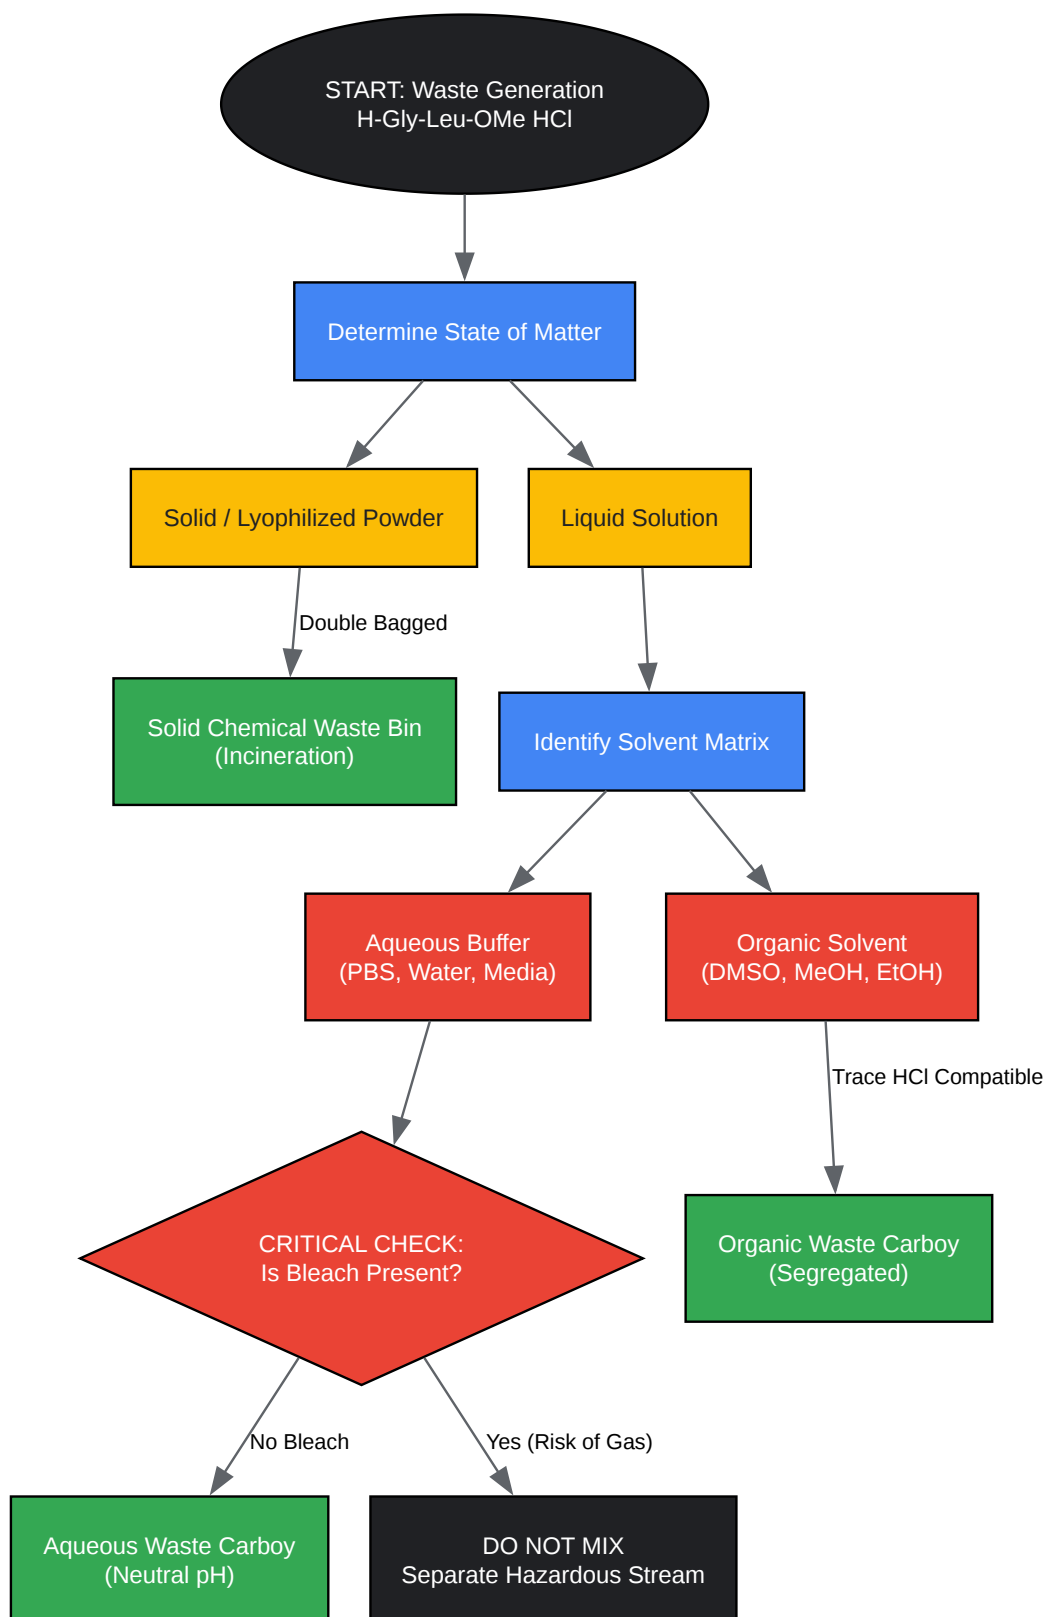 START: Waste Generation
H-Gly-Leu-OMe HCl
Determine State of Matter
Solid / Lyophilized Powder
Liquid Solution
Double Bagged
Solid Chemical Waste Bin
(Incineration)
Identify Solvent Matrix
Aqueous Buffer
(PBS, Water, Media)
Organic Solvent
(DMSO, MeOH, EtOH)
Trace HCl Compatible
CRITICAL CHECK:
Is Bleach Present?
Organic Waste Carboy
(Segregated)
No Bleach
Yes (Risk of Gas)
Aqueous Waste Carboy
(Neutral pH)
DO NOT MIX
Separate Hazardous Stream